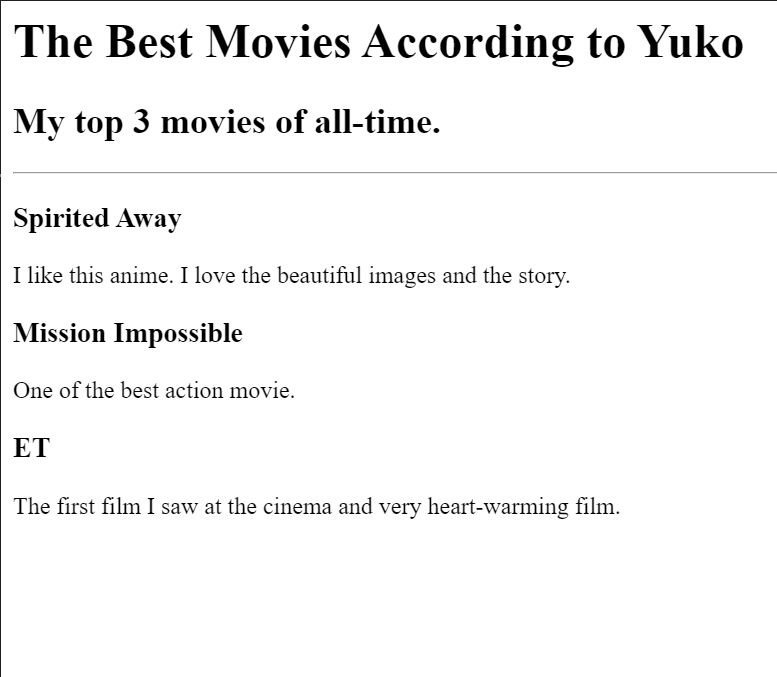 The Best Movies According to Yuko
My top 3 movies of all-time.
Spirited Away
I like this anime. I love the beautiful images and the story.
Mission Impossible
One of the best action movie.
ET
The first film I saw at the cinema and very heart-warming film.